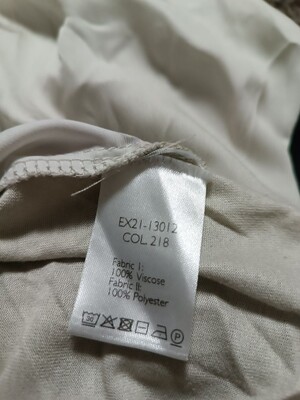 EX21-13012
COL.218
Fabric I:
100% Viscose
Fabric II:
100% Polyester